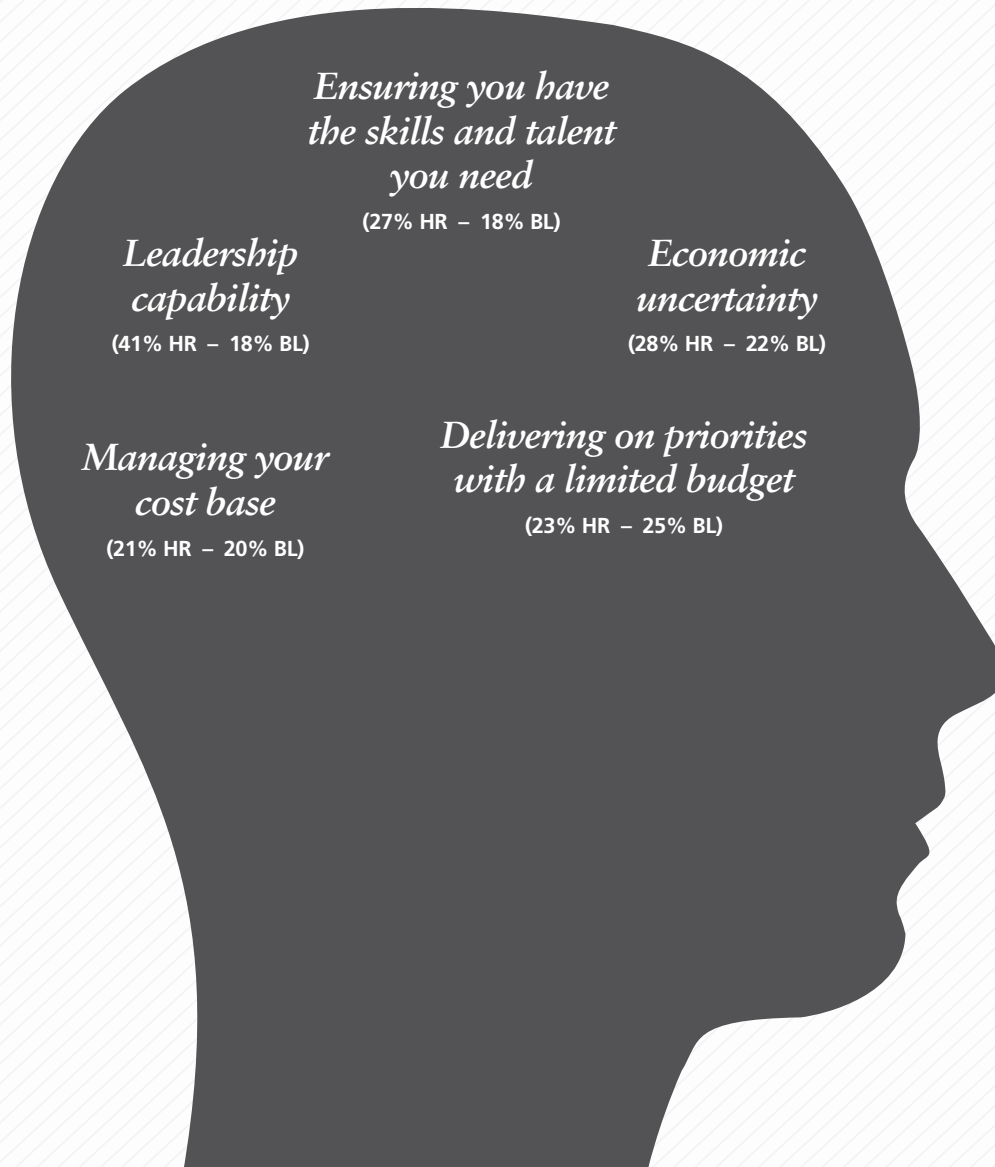 Ensuring you have
the skills and talent
you need
(27% HR – 18% BL)
Leadership
capability
(41% HR – 18% BL)
Economic
uncertainty
(28% HR – 22% BL)
Managing your
cost base
(21% HR – 20% BL)
Delivering on priorities
with a limited budget
(23% HR – 25% BL)